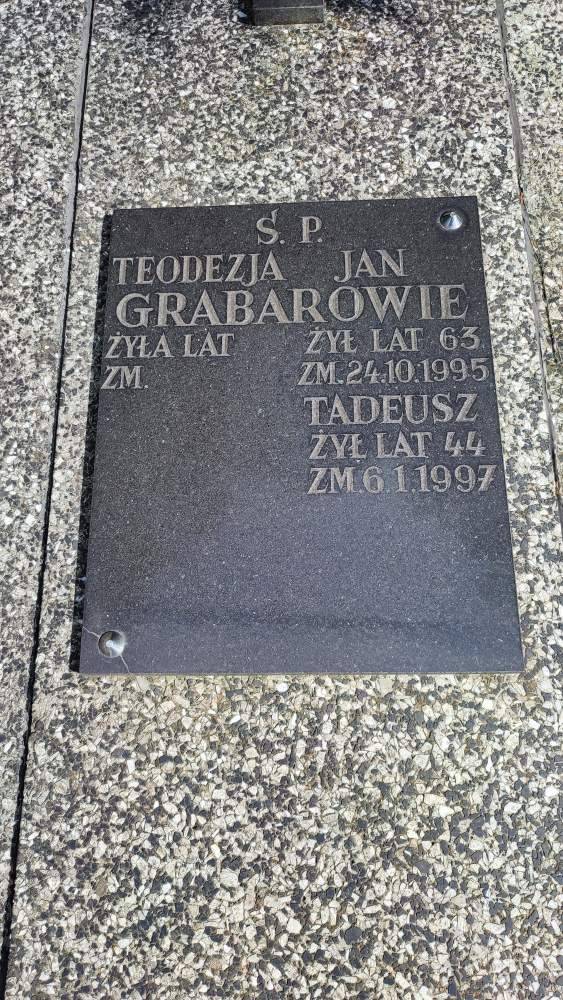 Ś. P.
TEODEZJA JAN
GRABAROWIE
ŻYŁA LAT ŻYŁ LAT 63
ZM. ZM. 24.10.1995
TADEUSZ
ŻYŁ LAT 44
ZM. 6.1.1997